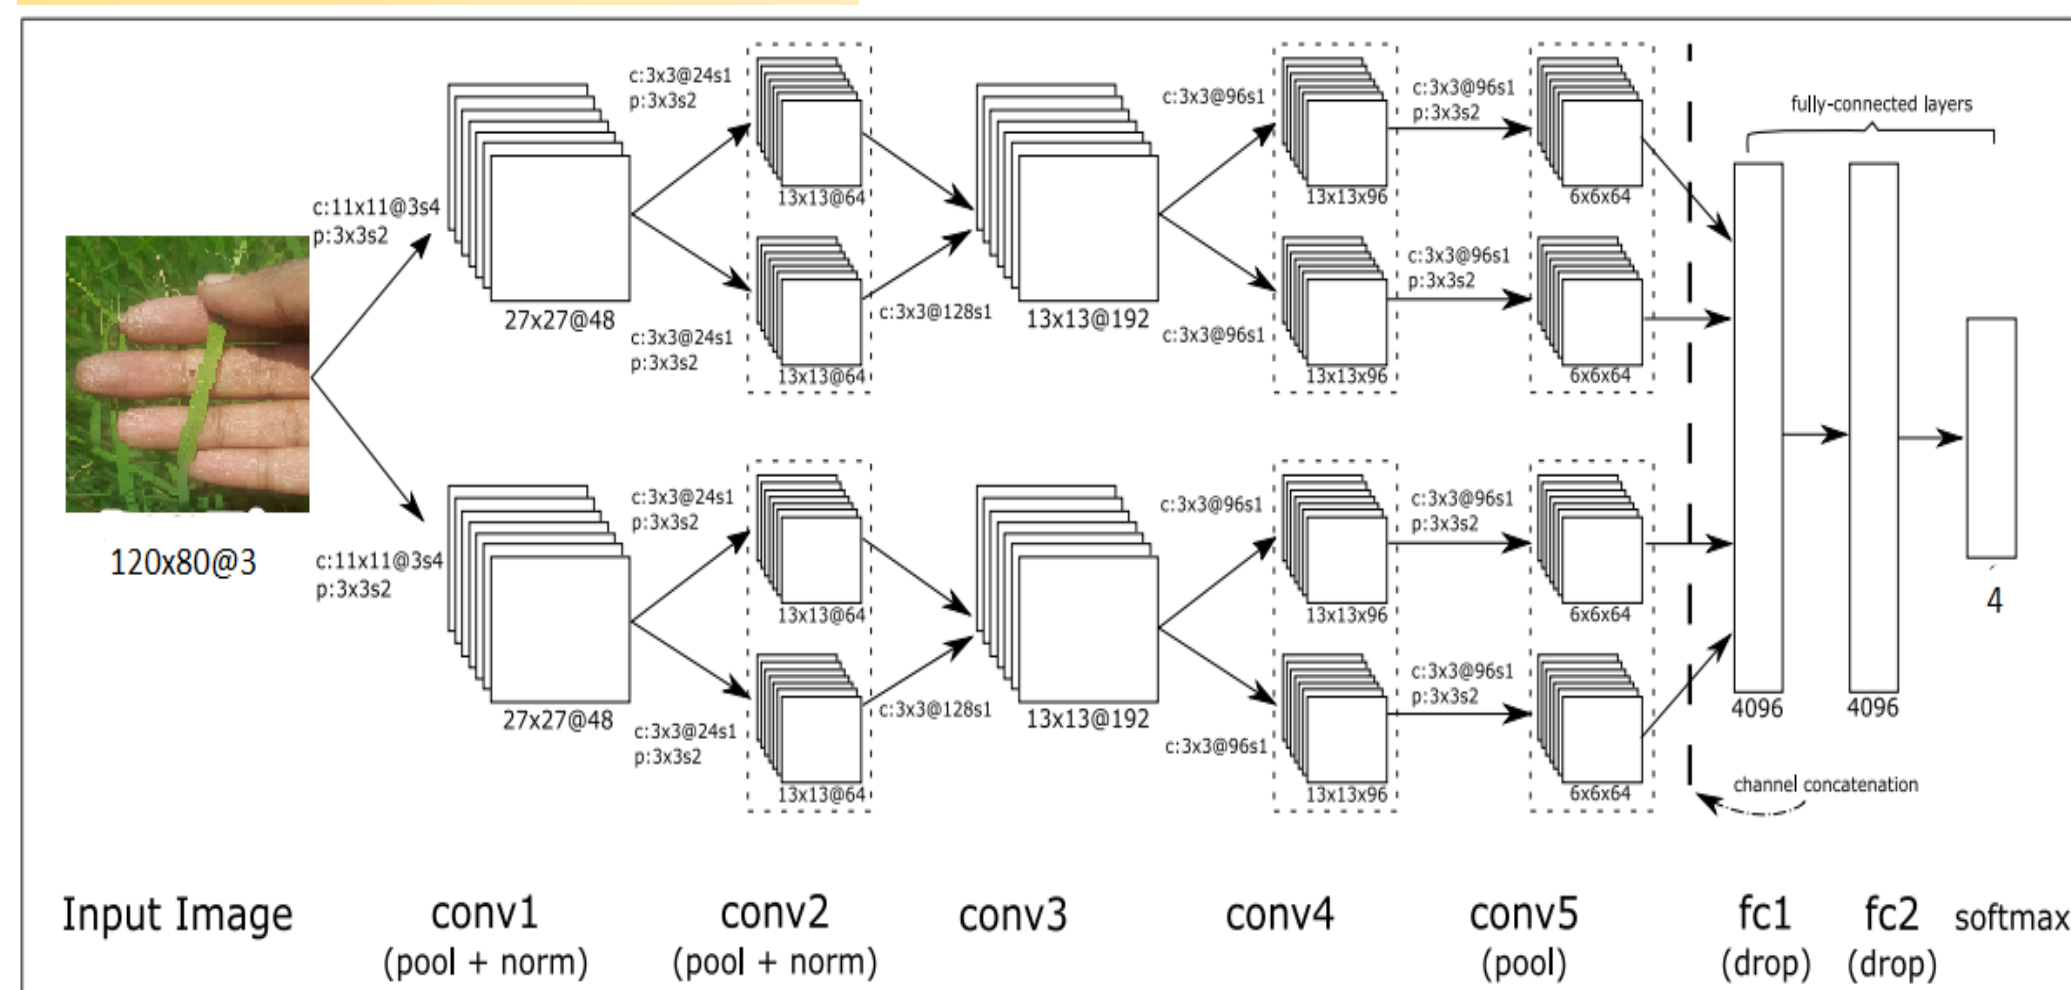 c:3x3@24s1
p:3x3s2
c:3x3@96s1
c:3x3@96s1
p:3x3s2
fully-connected layers
13x13@64
13x13x96
6x6x64
c:11x11@3s4
p:3x3s2
c:3x3@96s1
p:3x3s2
27x27@48
c:3x3@128s1
13x13@192
c:3x3@24s1
p:3x3s2
c:3x3@96s1
13x13@64
13x13x96
6x6x64
c:3x3@24s1
p:3x3s2
c:3x3@96s1
c:3x3@96s1
p:3x3s2
120x80@3
c:11x11@3s4
p:3x3s2
13x13@64
13x13x96
6x6x64
4
c:3x3@96s1
p:3x3s2
27x27@48
c:3x3@128s1
13x13@192
4096
4096
c:3x3@24s1
p:3x3s2
c:3x3@96s1
13x13@64
13x13x96
6x6x64
channel concatenation
Input Image
conv1
(pool + norm)
conv2
(pool + norm)
conv3
conv4
conv5
(pool)
fc1
(drop)
fc2
(drop)
softmax